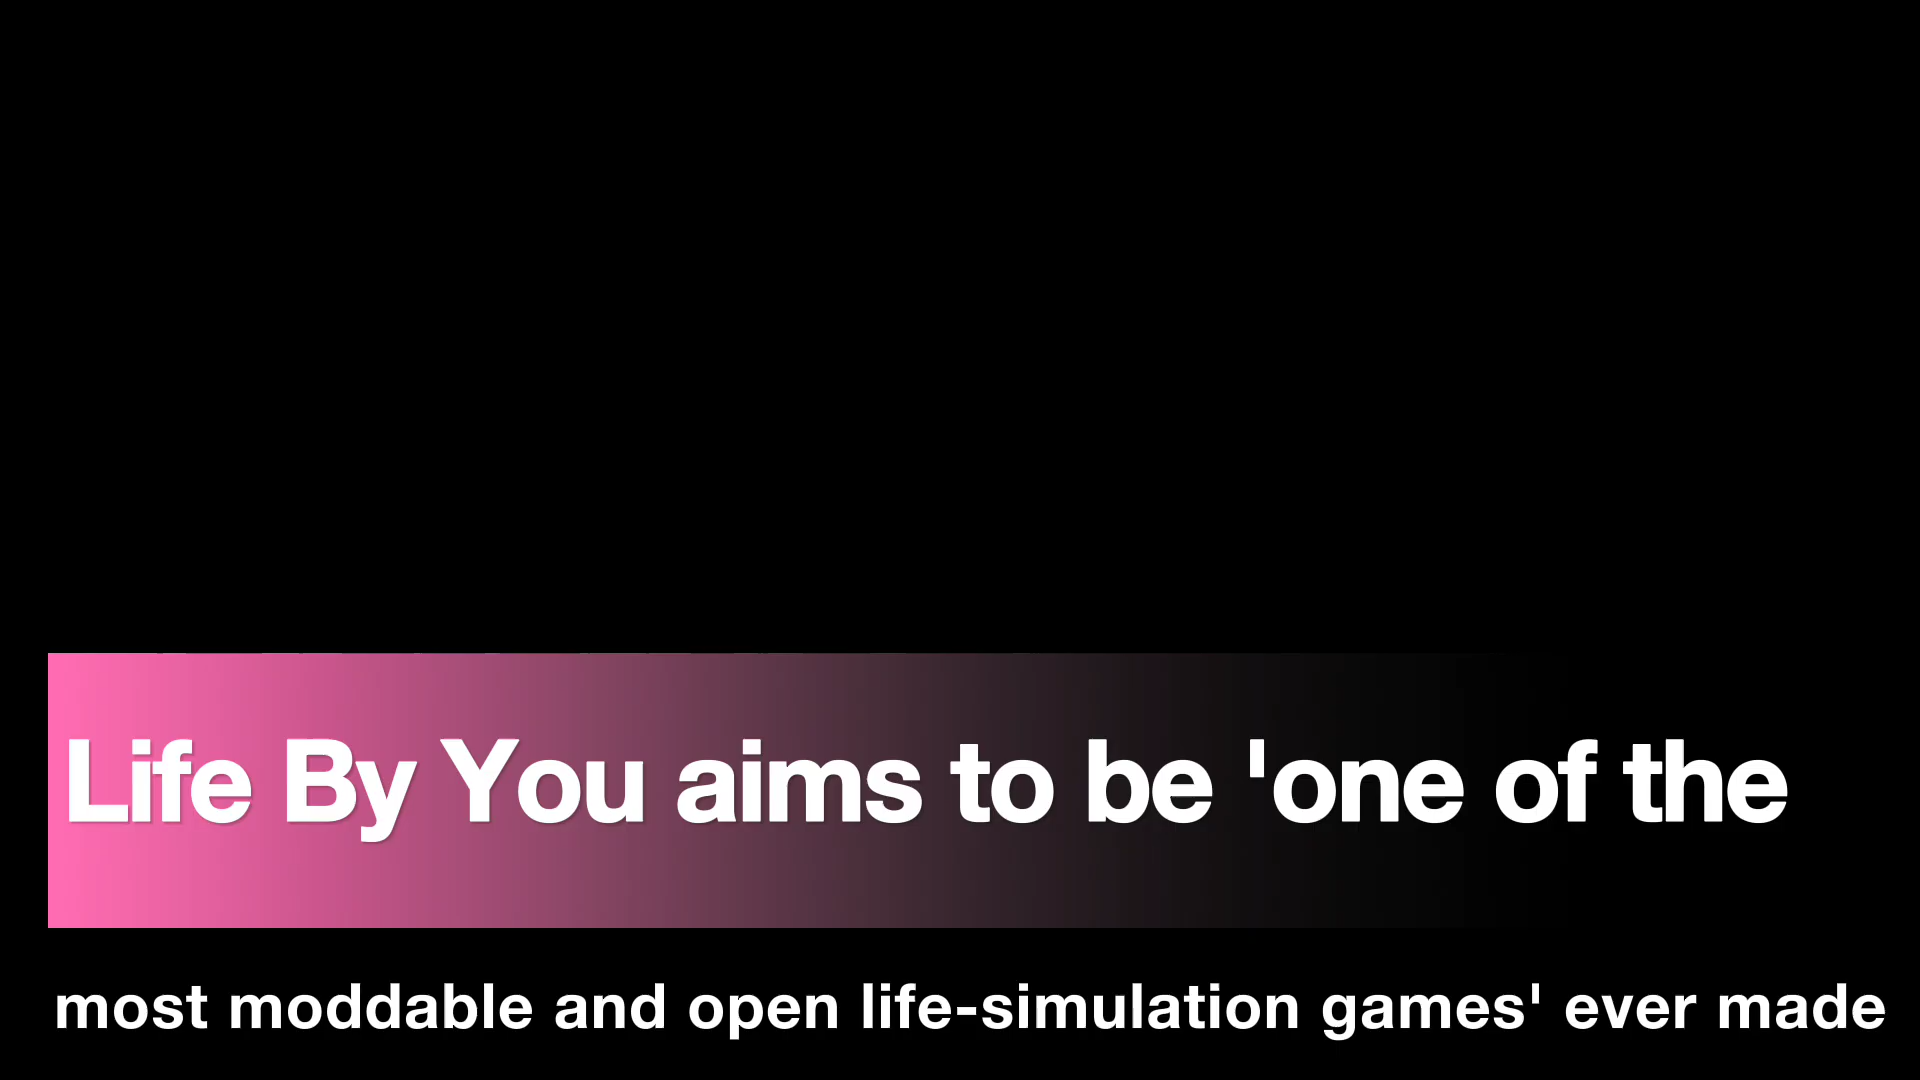 Life By You aims to be 'one of the
most moddable and open life-simulation games' ever made